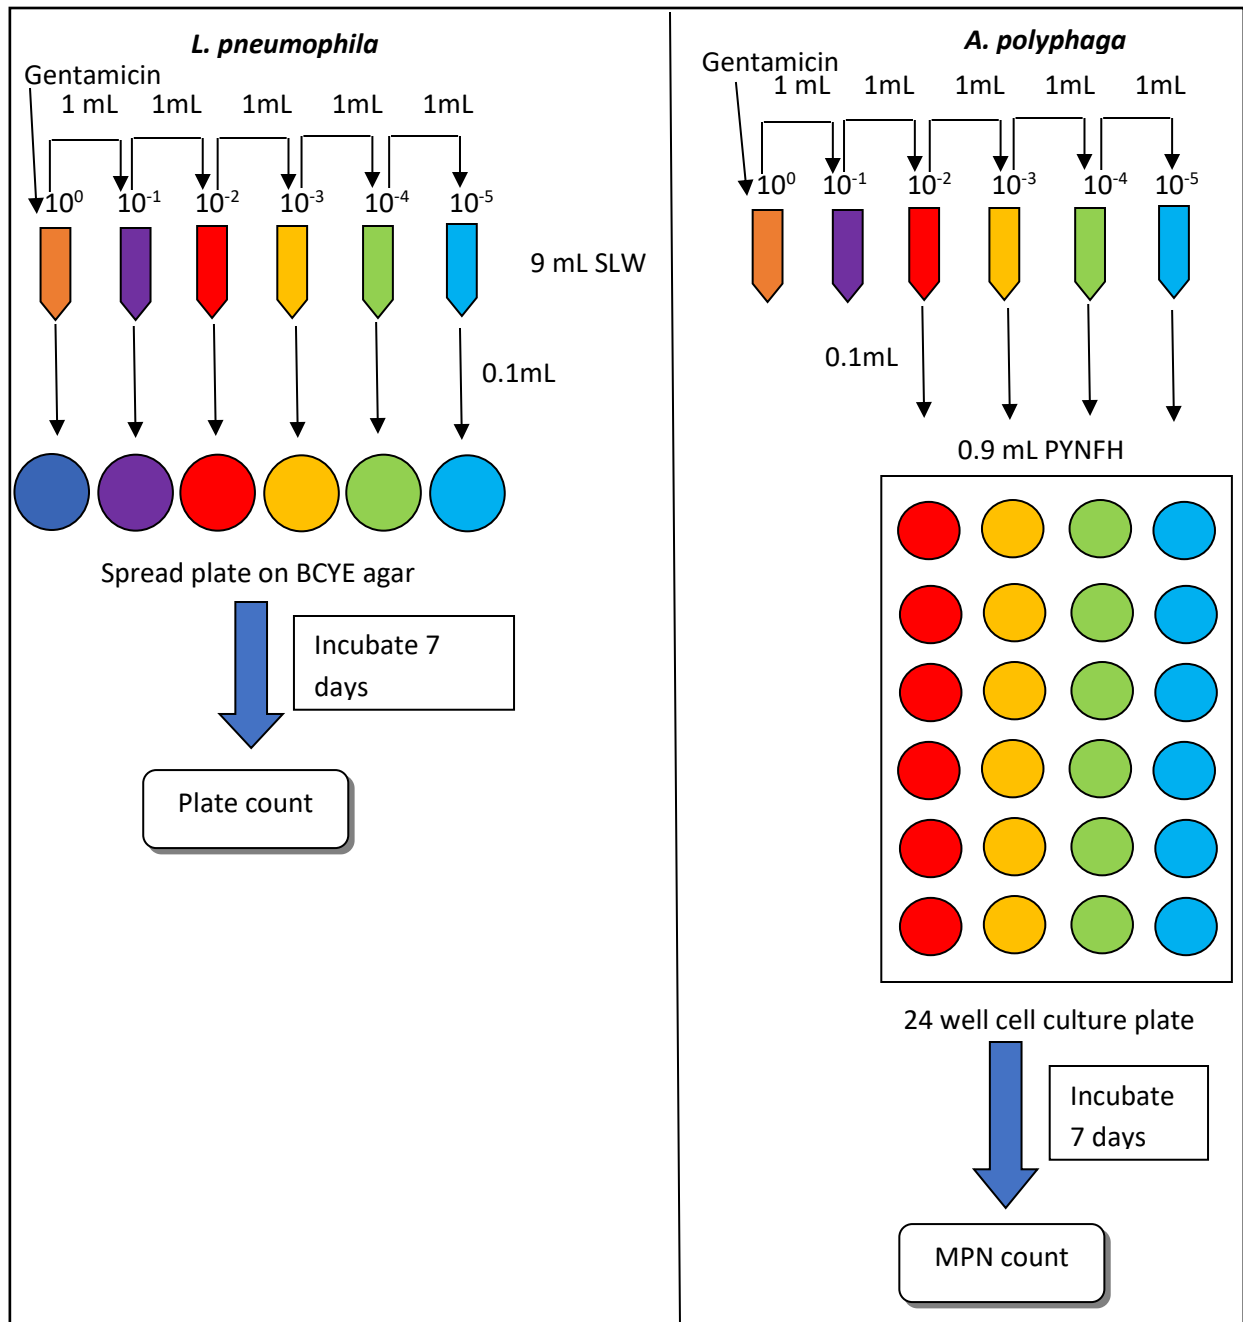 L. pneumophila
Gentamicin
1 mL 1mL 1mL 1mL 1mL
10⁰ 10⁻¹ 10⁻² 10⁻³ 10⁻⁴ 10⁻⁵
9 mL SLW
0.1mL
Spread plate on BCYE agar
Incubate 7
days
Plate count
A. polyphaga
Gentamicin
1 mL 1mL 1mL 1mL 1mL
10⁰ 10⁻¹ 10⁻² 10⁻³ 10⁻⁴ 10⁻⁵
0.1mL
0.9 mL PYNFH
24 well cell culture plate
Incubate
7 days
MPN count